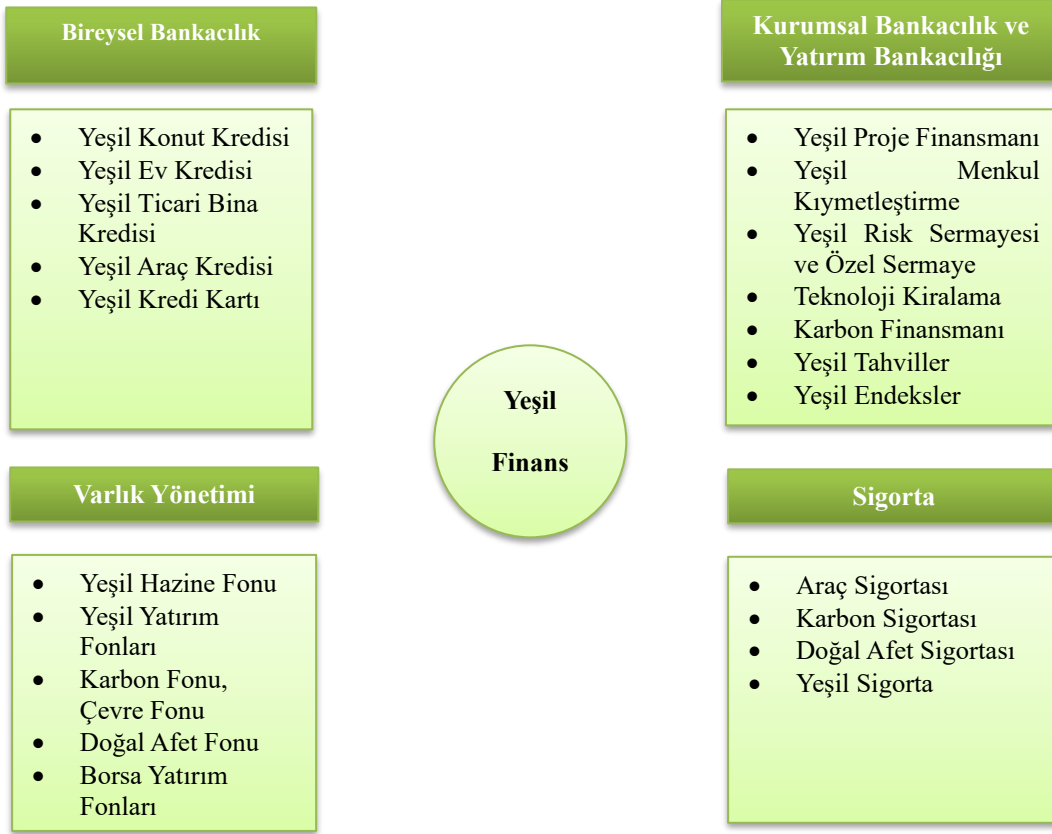 Bireysel Bankacılık
• Yeşil Konut Kredisi
• Yeşil Ev Kredisi
• Yeşil Ticari Bina
Kredisi
• Yeşil Araç Kredisi
• Yeşil Kredi Kartı
Kurumsal Bankacılık ve
Yatırım Bankacılığı
• Yeşil Proje Finansmanı
• Yeşil Menkul
Kıymetleştirme
• Yeşil Risk Sermayesi
ve Özel Sermaye
• Teknoloji Kiralama
• Karbon Finansmanı
• Yeşil Tahviller
• Yeşil Endeksler
Yeşil
Finans
Varlık Yönetimi
• Yeşil Hazine Fonu
• Yeşil Yatırım
Fonları
• Karbon Fonu,
Çevre Fonu
• Doğal Afet Fonu
• Borsa Yatırım
Fonları
Sigorta
• Araç Sigortası
• Karbon Sigortası
• Doğal Afet Sigortası
• Yeşil Sigorta